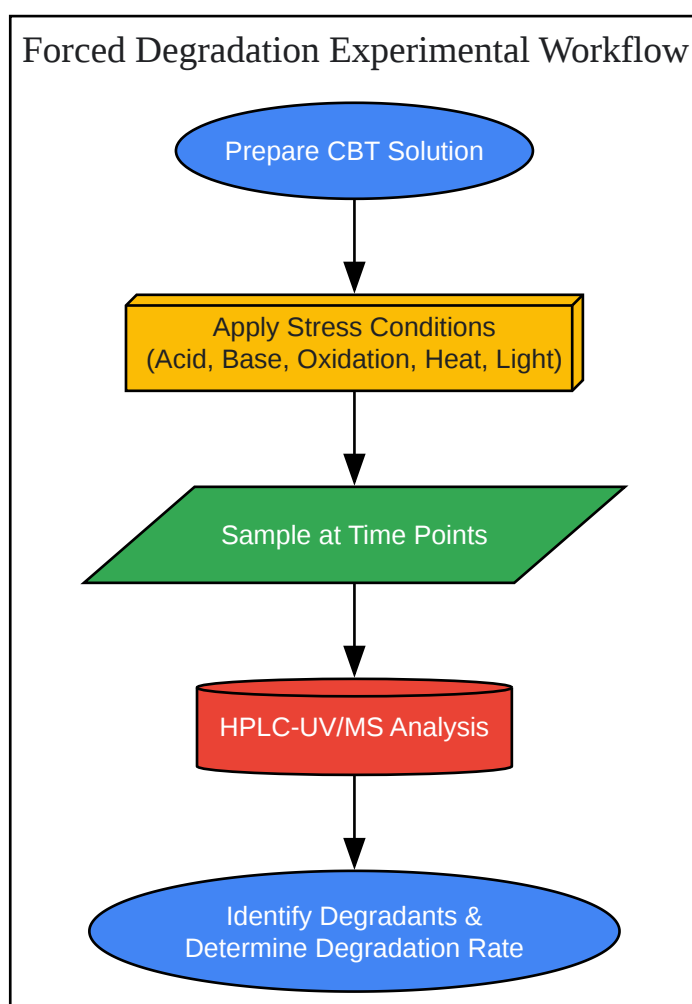 Forced Degradation Experimental Workflow
Prepare CBT Solution
Apply Stress Conditions
(Acid, Base, Oxidation, Heat, Light)
Sample at Time Points
HPLC-UV/MS Analysis
Identify Degradants &
Determine Degradation Rate